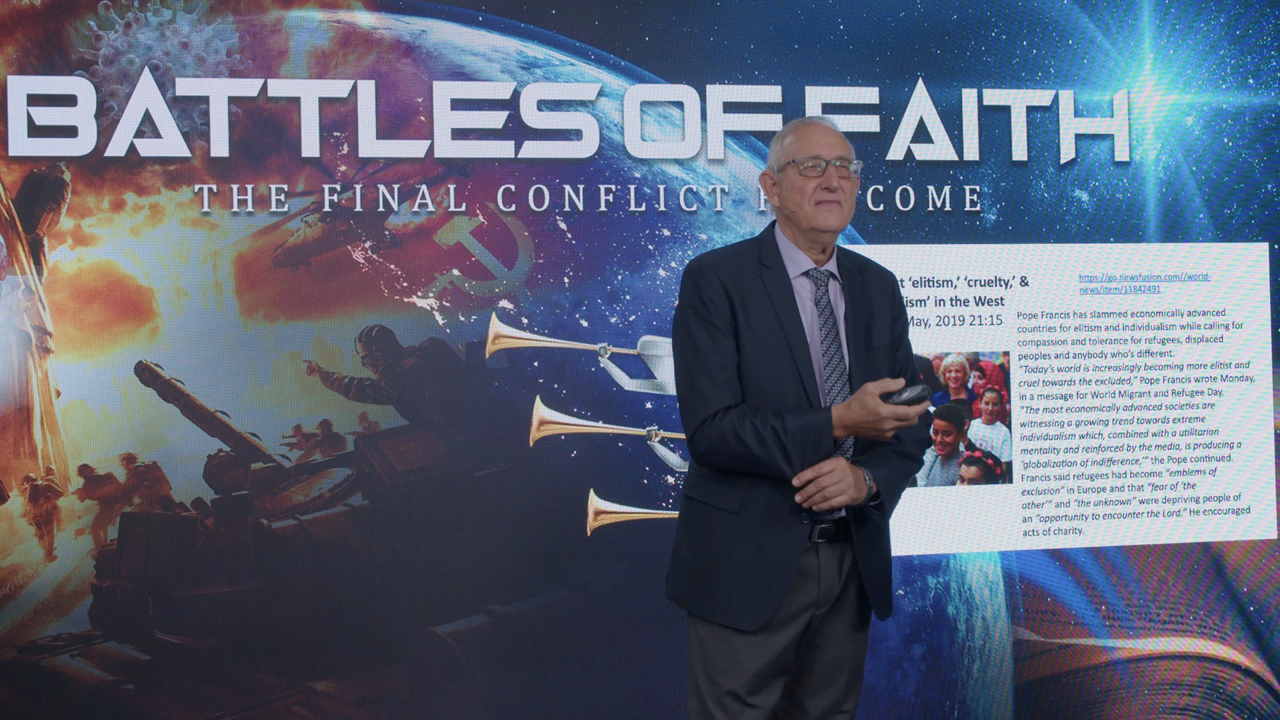 BATTLES OF FAITH
THE FINAL CONFLICT COME
‘elitism,’ ‘cruelty,’ &
ism’ in the West
May, 2019 21:15
https://go.newsfusion.com//world-
news/item/11842491
Pope Francis has slammed economically advanced
countries for elitism and individualism while calling for
compassion and tolerance for refugees, displaced
peoples and anybody who’s different.
“Today’s world is increasingly becoming more elitist and
cruel towards the excluded,” Pope Francis wrote Monday,
in a message for World Migrant and Refugee Day.
“The most economically advanced societies are
witnessing a growing trend towards extreme
individualism which, combined with a utilitarian
mentality and reinforced by the media, is producing a
‘globalization of indifference,’” the Pope continued.
Francis said refugees had become “emblems of
exclusion” in Europe and that “fear of ‘the
other’” and “the unknown” were depriving people of
an “opportunity to encounter the Lord.” He encouraged
acts of charity.